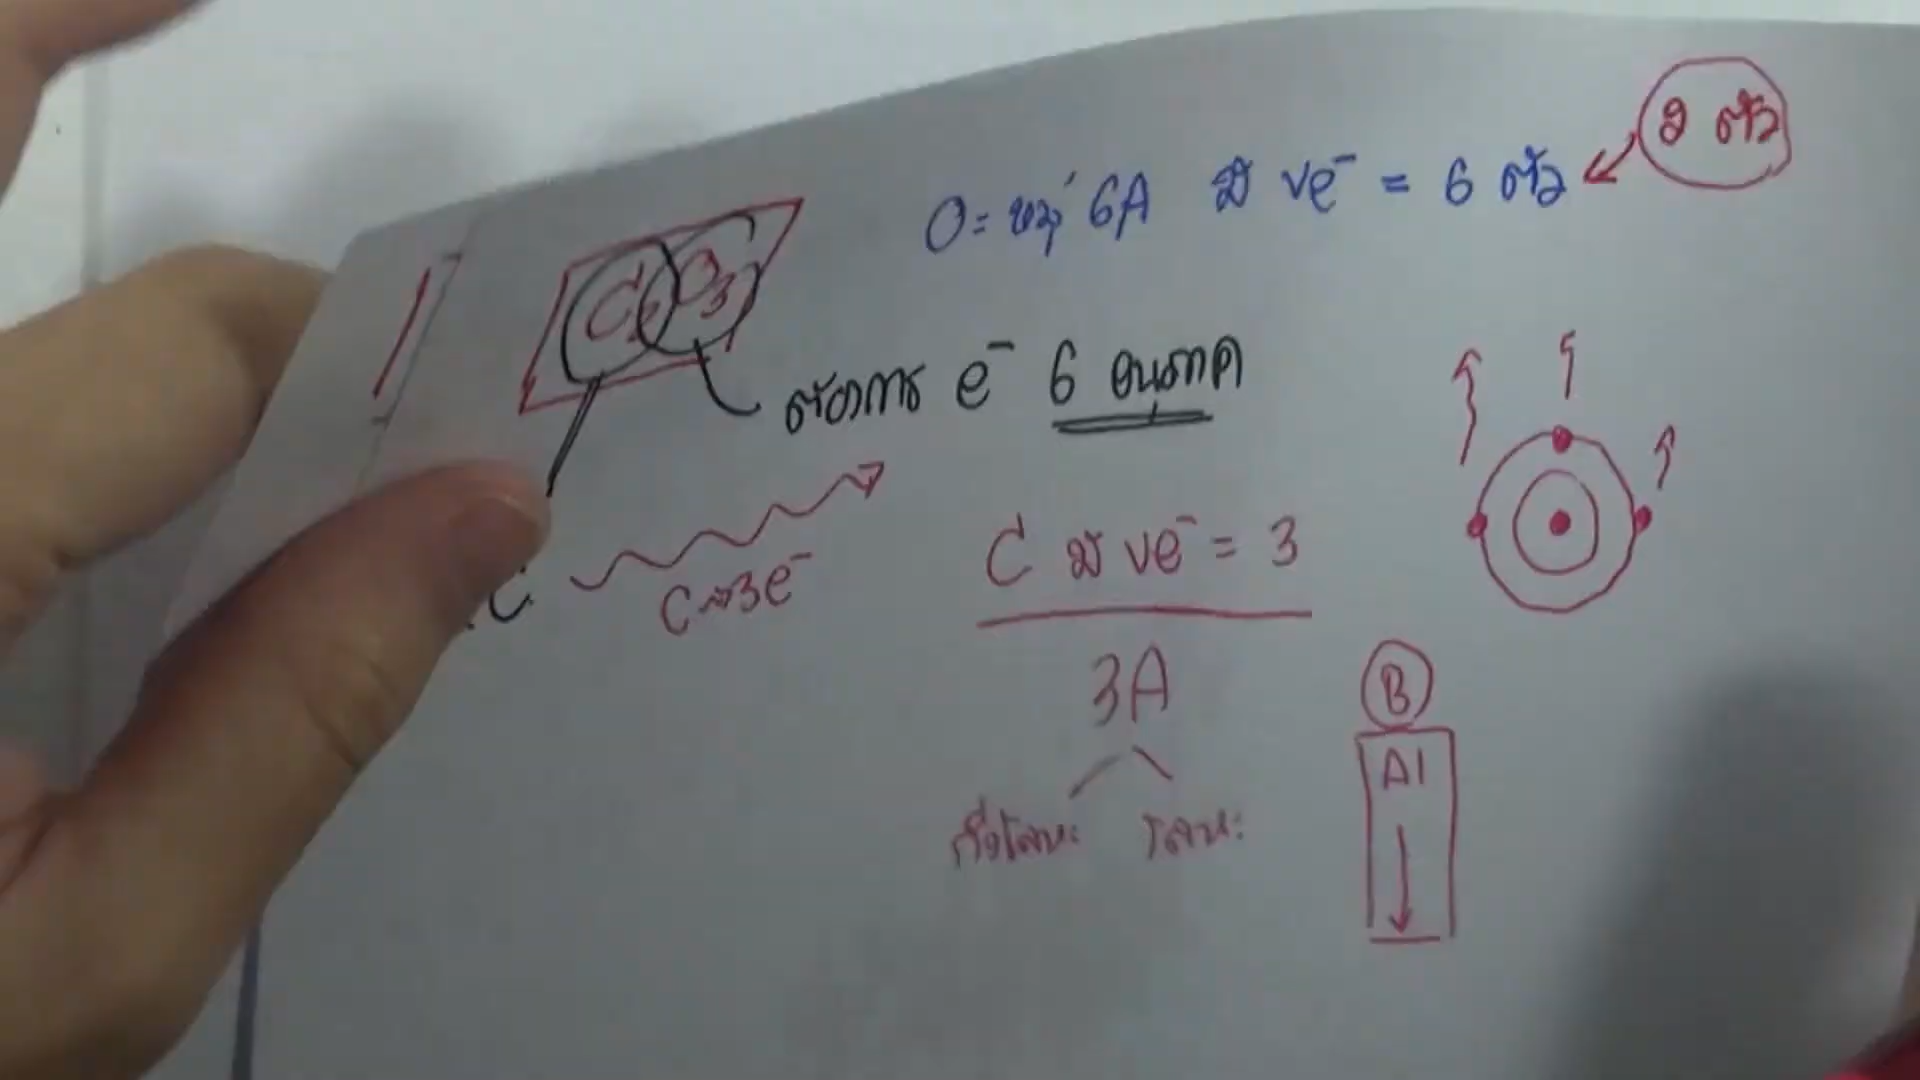 2 ตัว
O = หมู่ 6A มี ve⁻ = 6 ตัว
C₂O₃
ต้องการ e⁻ 6 อนุภาค
C
C → 3e⁻
C มี ve⁻ = 3
3A
กึ่งโลหะ โลหะ
B
Al